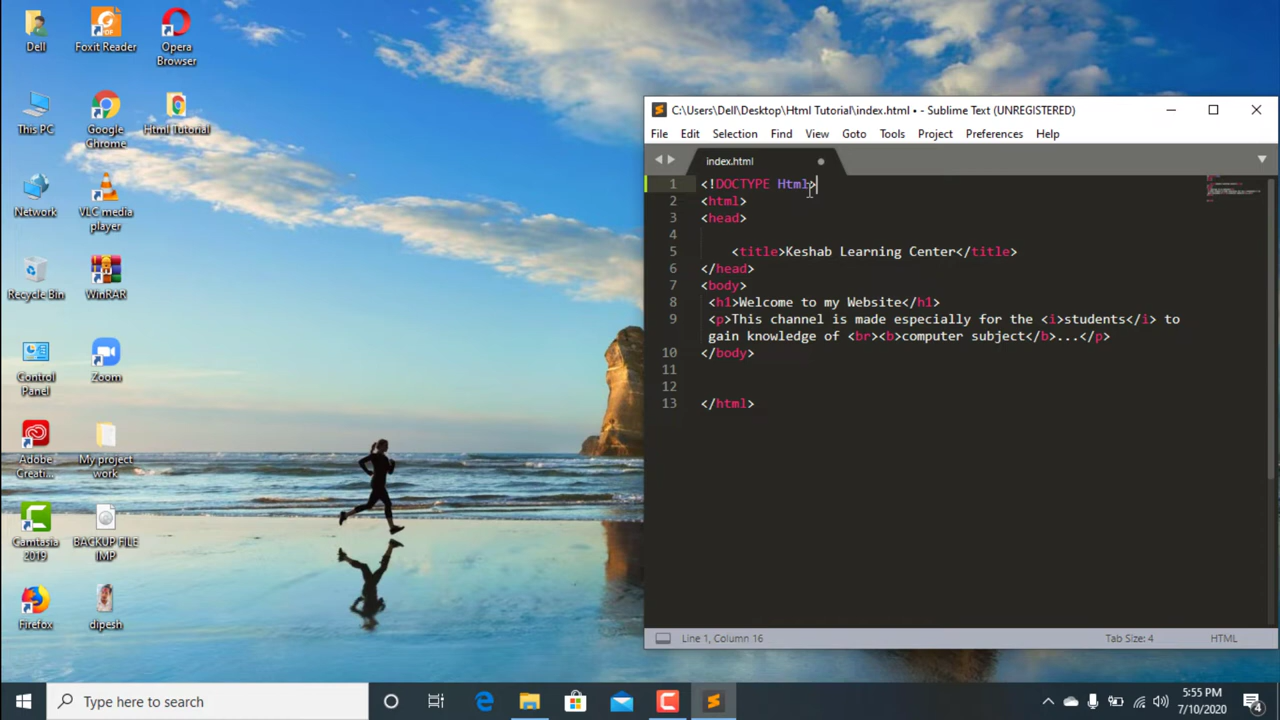 Dell
Foxit Reader
Opera
Browser
This PC
Google
Chrome
Html Tutorial
Network
VLC media
player
Recycle Bin
WinRAR
Control
Panel
Zoom
Adobe
Creati...
My project
work
Camtasia
2019
BACKUP FILE
IMP
Firefox
dipesh
C:\Users\Dell\Desktop\Html Tutorial\index.html • - Sublime Text (UNREGISTERED)
File Edit Selection Find View Goto Tools Project Preferences Help
index.html
1 <!DOCTYPE Html>
2 <html>
3 <head>
4
5 <title>Keshab Learning Center</title>
6 </head>
7 <body>
8 <h1>Welcome to my Website</h1>
9 <p>This channel is made especially for the <i>students</i> to
gain knowledge of <br><b>computer subject</b>...</p>
10 </body>
11
12
13 </html>
Line 1, Column 16 Tab Size: 4 HTML
Type here to search
5:55 PM
7/10/2020
4